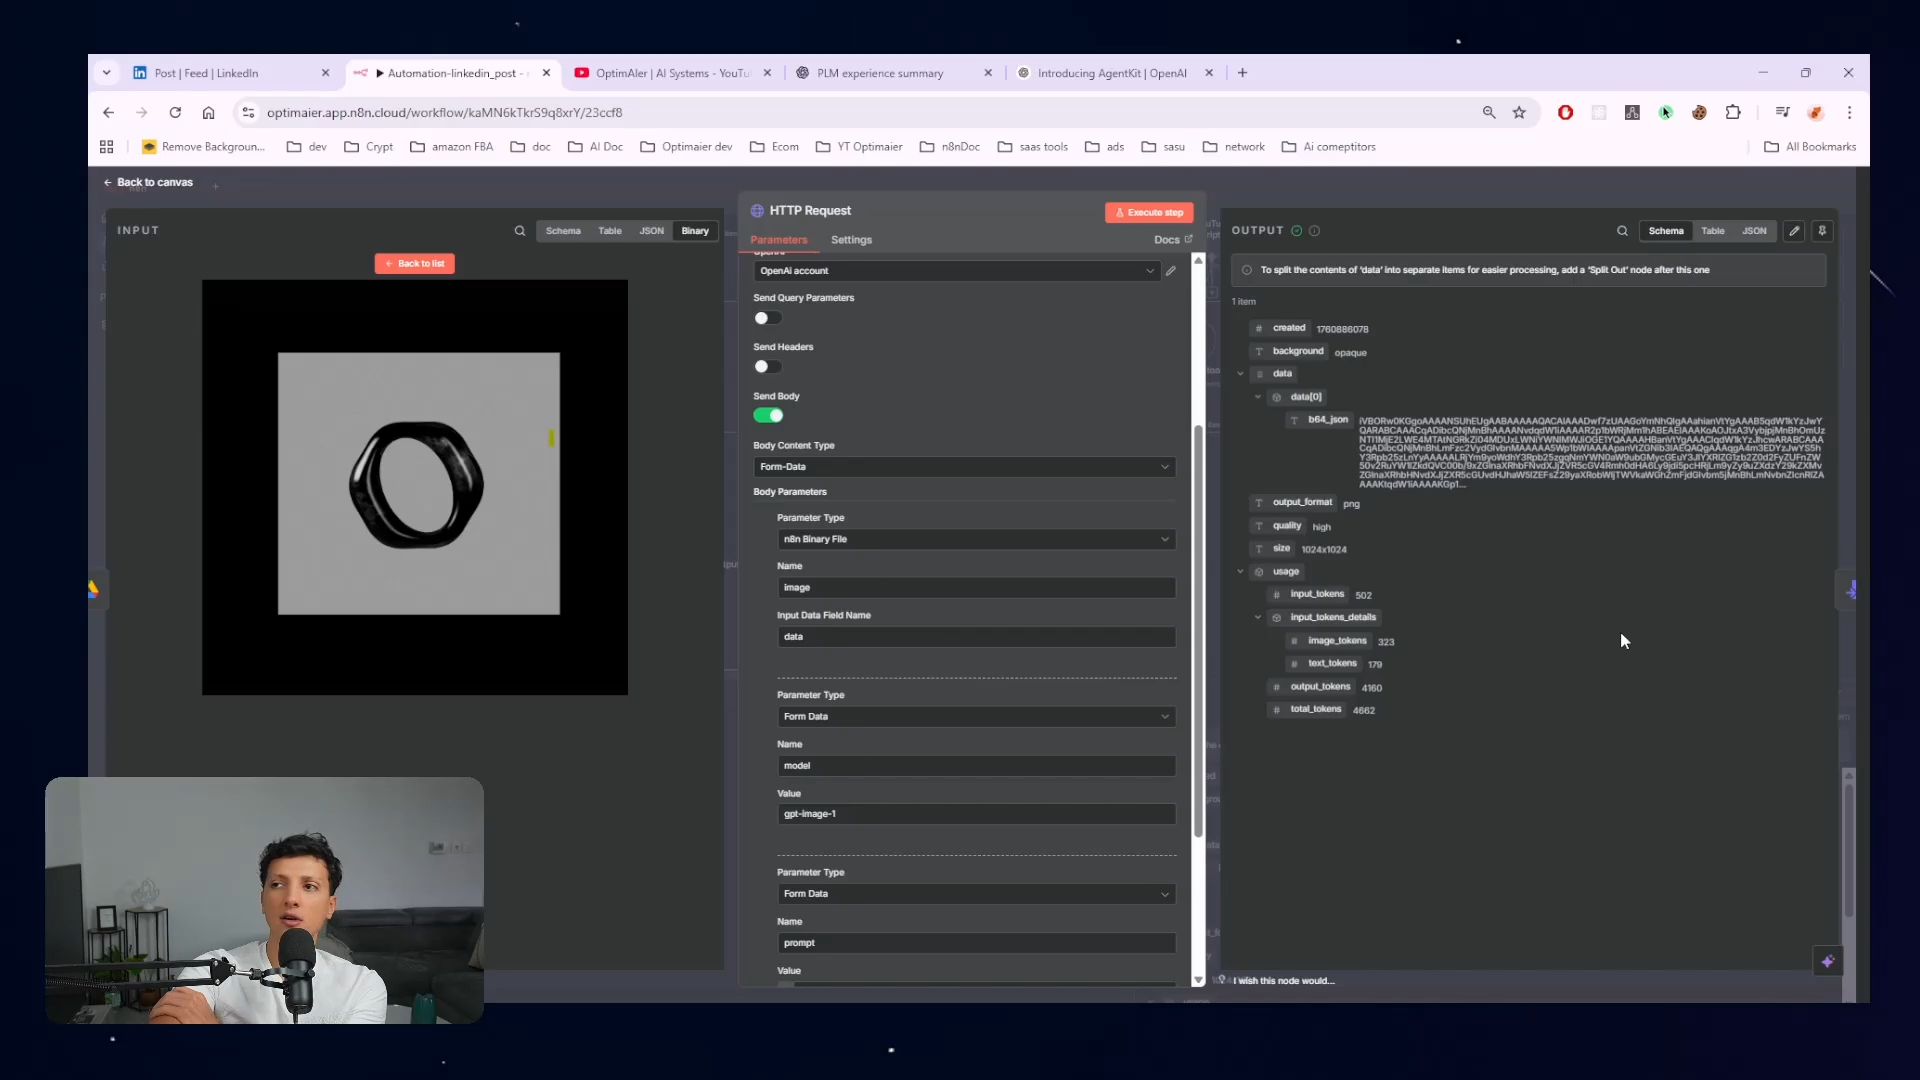 Post | Feed | LinkedIn
Automation-linkedin_post -
OptimAIer | AI Systems - YouTu
PLM experience summary
Introducing AgentKit | OpenAI
optimaier.app.n8n.cloud/workflow/kaMN6kTkrS9q8xrY/23ccf8
Remove Backgroun...
dev
Crypt
amazon FBA
doc
AI Doc
Optimaier dev
Ecom
YT Optimaier
n8nDoc
saas tools
ads
sasu
network
Ai comeptitors
All Bookmarks
Back to canvas
INPUT
Schema
Table
JSON
Binary
Back to list
HTTP Request
Execute step
Parameters
Settings
Docs
OpenAi account
Send Query Parameters
Send Headers
Send Body
Body Content Type
Form-Data
Body Parameters
Parameter Type
n8n Binary File
Name
image
Input Data Field Name
data
Parameter Type
Form Data
Name
model
Value
gpt-image-1
Parameter Type
Form Data
Name
prompt
Value
OUTPUT
Schema
Table
JSON
To split the contents of 'data' into separate items for easier processing, add a 'Split Out' node after this one
1 item
created 1760886078
background opaque
data
data[0]
b64_json
output_format png
quality high
size 1024x1024
usage
input_tokens 502
input_tokens_details
image_tokens 323
text_tokens 179
output_tokens 4160
total_tokens 4662
I wish this node would...